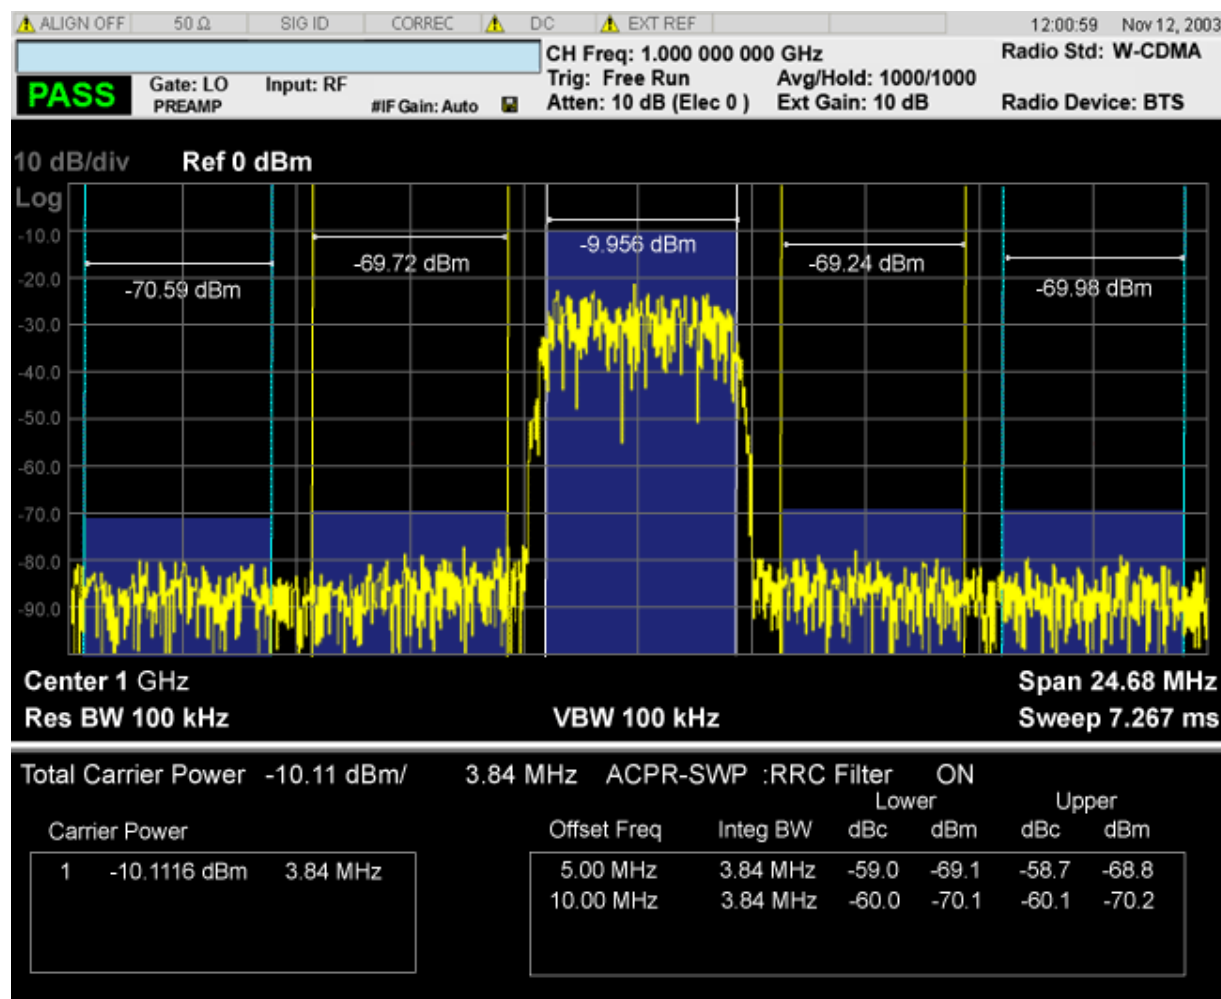 ALIGN OFF 50 Ω SIG ID CORREC DC EXT REF 12:00:59 Nov 12, 2003
CH Freq: 1.000 000 000 GHz Radio Std: W-CDMA
PASS Gate: LO Input: RF Trig: Free Run Avg/Hold: 1000/1000
PREAMP #IF Gain: Auto Atten: 10 dB (Elec 0 ) Ext Gain: 10 dB Radio Device: BTS
10 dB/div Ref 0 dBm
Log
-10.0
-20.0
-30.0
-40.0
-50.0
-60.0
-70.0
-80.0
-90.0
-70.59 dBm
-69.72 dBm
-9.956 dBm
-69.24 dBm
-69.98 dBm
Center 1 GHz Span 24.68 MHz
Res BW 100 kHz VBW 100 kHz Sweep 7.267 ms
Total Carrier Power -10.11 dBm/ 3.84 MHz ACPR-SWP :RRC Filter ON
Lower Upper
Carrier Power Offset Freq Integ BW dBc dBm dBc dBm
1 -10.1116 dBm 3.84 MHz 5.00 MHz 3.84 MHz -59.0 -69.1 -58.7 -68.8
10.00 MHz 3.84 MHz -60.0 -70.1 -60.1 -70.2